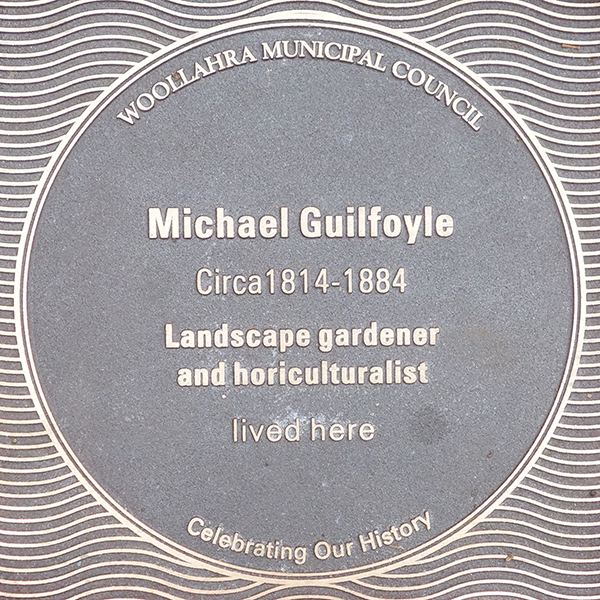 WOOLLAHRA MUNICIPAL COUNCIL
Michael Guilfoyle
Circa1814-1884
Landscape gardener
and horiculturalist
lived here
Celebrating Our History